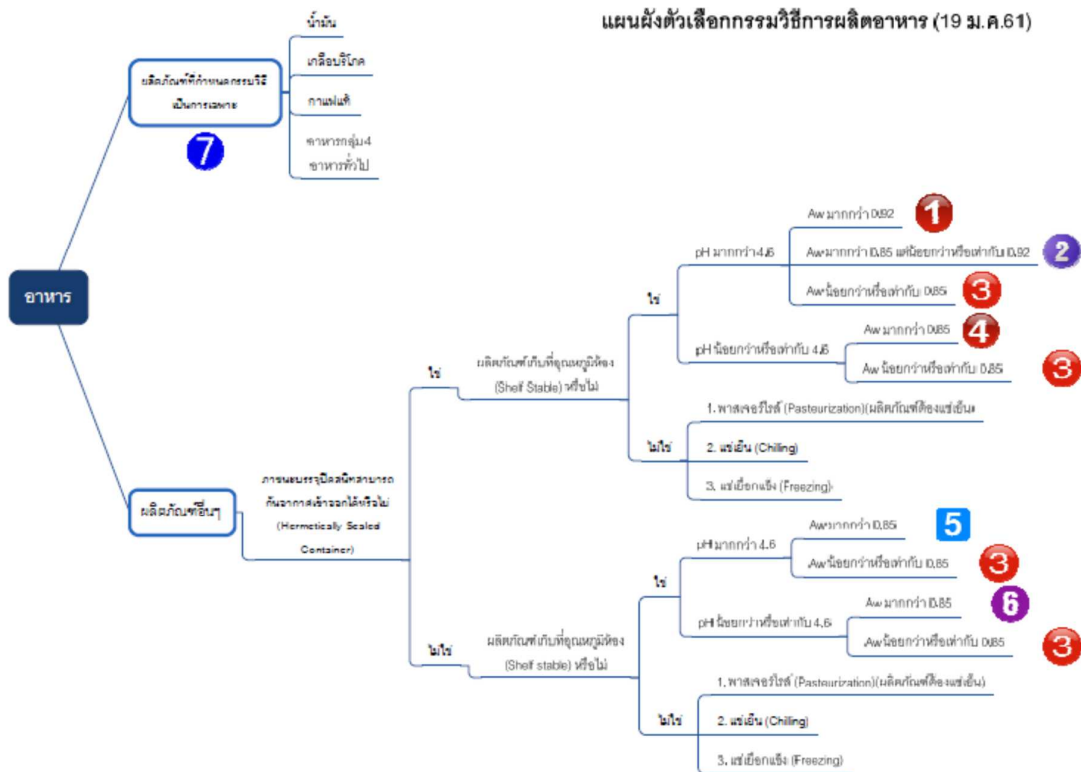 แผนผังตัวเลือกกรรมวิธีการผลิตอาหาร (19 ม.ค.61)
อาหาร
ผลิตภัณฑ์ที่กำหนดกรรมวิธี
เป็นการเฉพาะ
7
น้ำมัน
เกลือบริโภค
กาแฟแท้
อาหารกลุ่ม 4
อาหารทั่วไป
ผลิตภัณฑ์อื่นๆ
ภาชนะบรรจุปิดสนิทสามารถ
กันอากาศเข้าออกได้หรือไม่
(Hermetically Sealed
Container)
ใช่
ผลิตภัณฑ์เก็บที่อุณหภูมิห้อง
(Shelf Stable) หรือไม่
ใช่
pH มากกว่า 4.6
Aw มากกว่า 0.92
1
Aw มากกว่า 0.85 แต่น้อยกว่าหรือเท่ากับ 0.92
2
Aw น้อยกว่าหรือเท่ากับ 0.85
3
pH น้อยกว่าหรือเท่ากับ 4.6
Aw มากกว่า 0.85
4
Aw น้อยกว่าหรือเท่ากับ 0.85
3
ไม่ใช่
1. พาสเจอร์ไรส์ (Pasteurization)(ผลิตภัณฑ์ต้องแช่เย็น)
2. แช่เย็น (Chilling)
3. แช่เยือกแข็ง (Freezing)
ไม่ใช่
ผลิตภัณฑ์เก็บที่อุณหภูมิห้อง
(Shelf stable) หรือไม่
ใช่
pH มากกว่า 4.6
Aw มากกว่า 0.85
5
Aw น้อยกว่าหรือเท่ากับ 0.85
3
pH น้อยกว่าหรือเท่ากับ 4.6
Aw มากกว่า 0.85
6
Aw น้อยกว่าหรือเท่ากับ 0.85
3
ไม่ใช่
1. พาสเจอร์ไรส์ (Pasteurization)(ผลิตภัณฑ์ต้องแช่เย็น)
2. แช่เย็น (Chilling)
3. แช่เยือกแข็ง (Freezing)